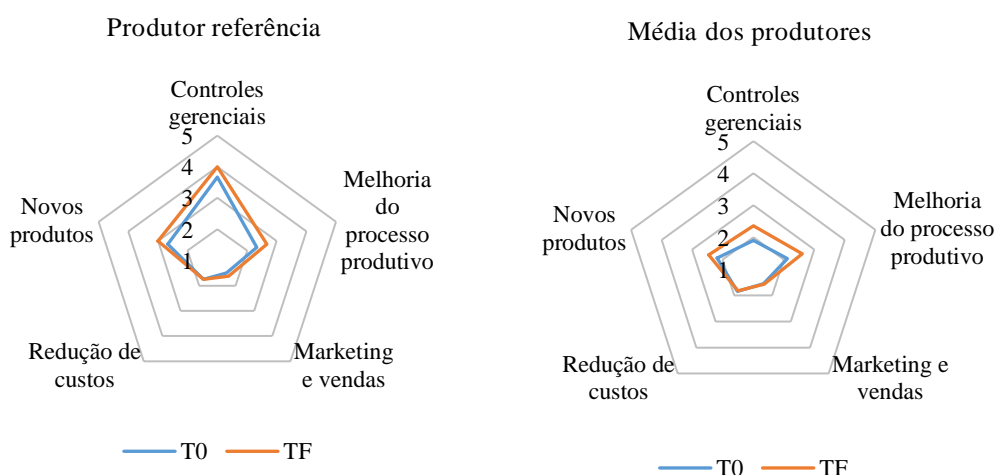 Produtor referência
Controles
gerenciais
5
4
3
2
1
Melhoria
do
processo
produtivo
Novos
produtos
Redução de
custos
Marketing
e vendas
T0
TF
Média dos produtores
Controles
gerenciais
5
4
3
2
1
Melhoria
do processo
produtivo
Novos
produtos
Redução de
custos
Marketing e
vendas
T0
TF